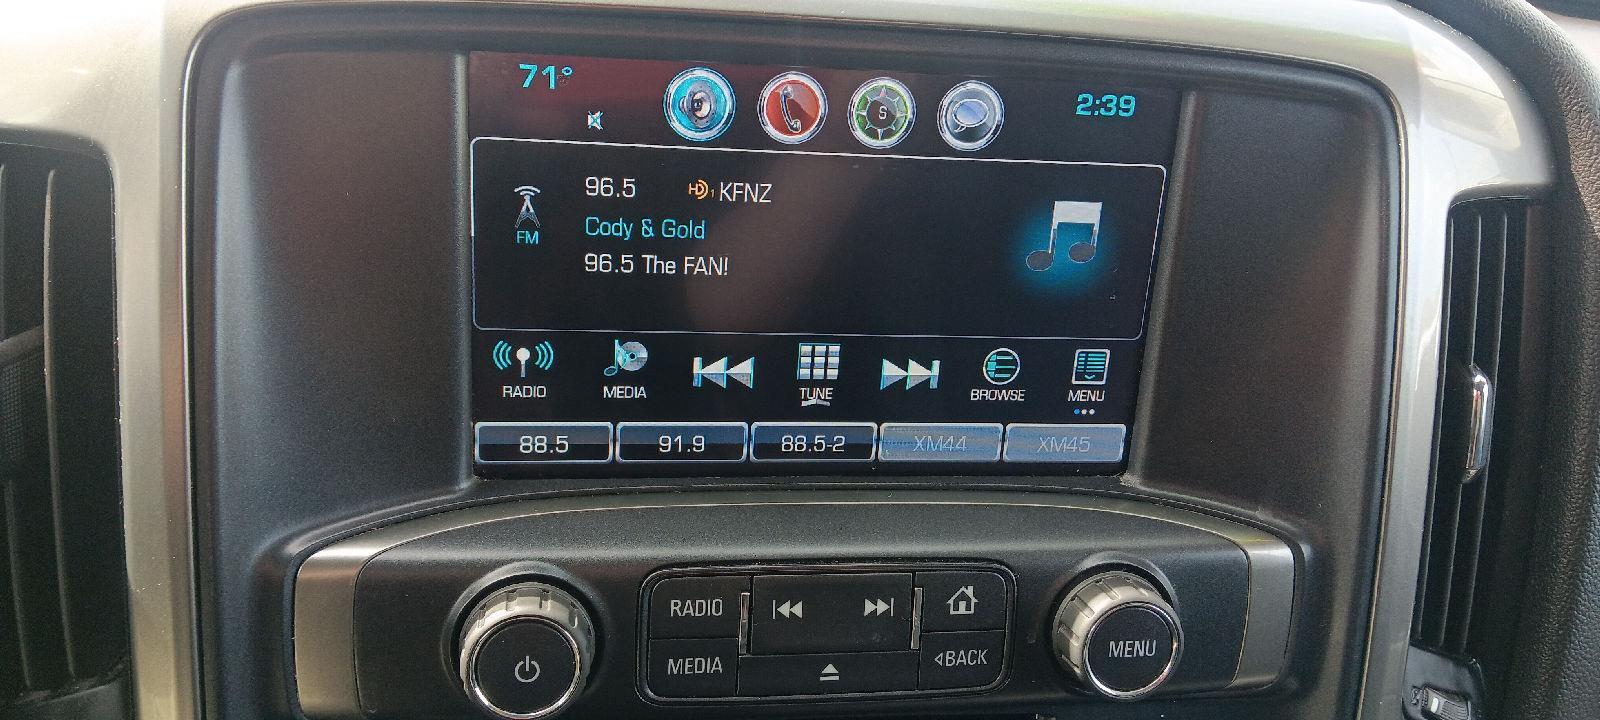 71°
S
2:39
96.5 HD1 KFNZ
FM
Cody & Gold
96.5 The FAN!
RADIO
MEDIA
TUNE
BROWSE
MENU
88.5
91.9
88.5-2
XM44
XM45
RADIO
MEDIA
BACK
MENU